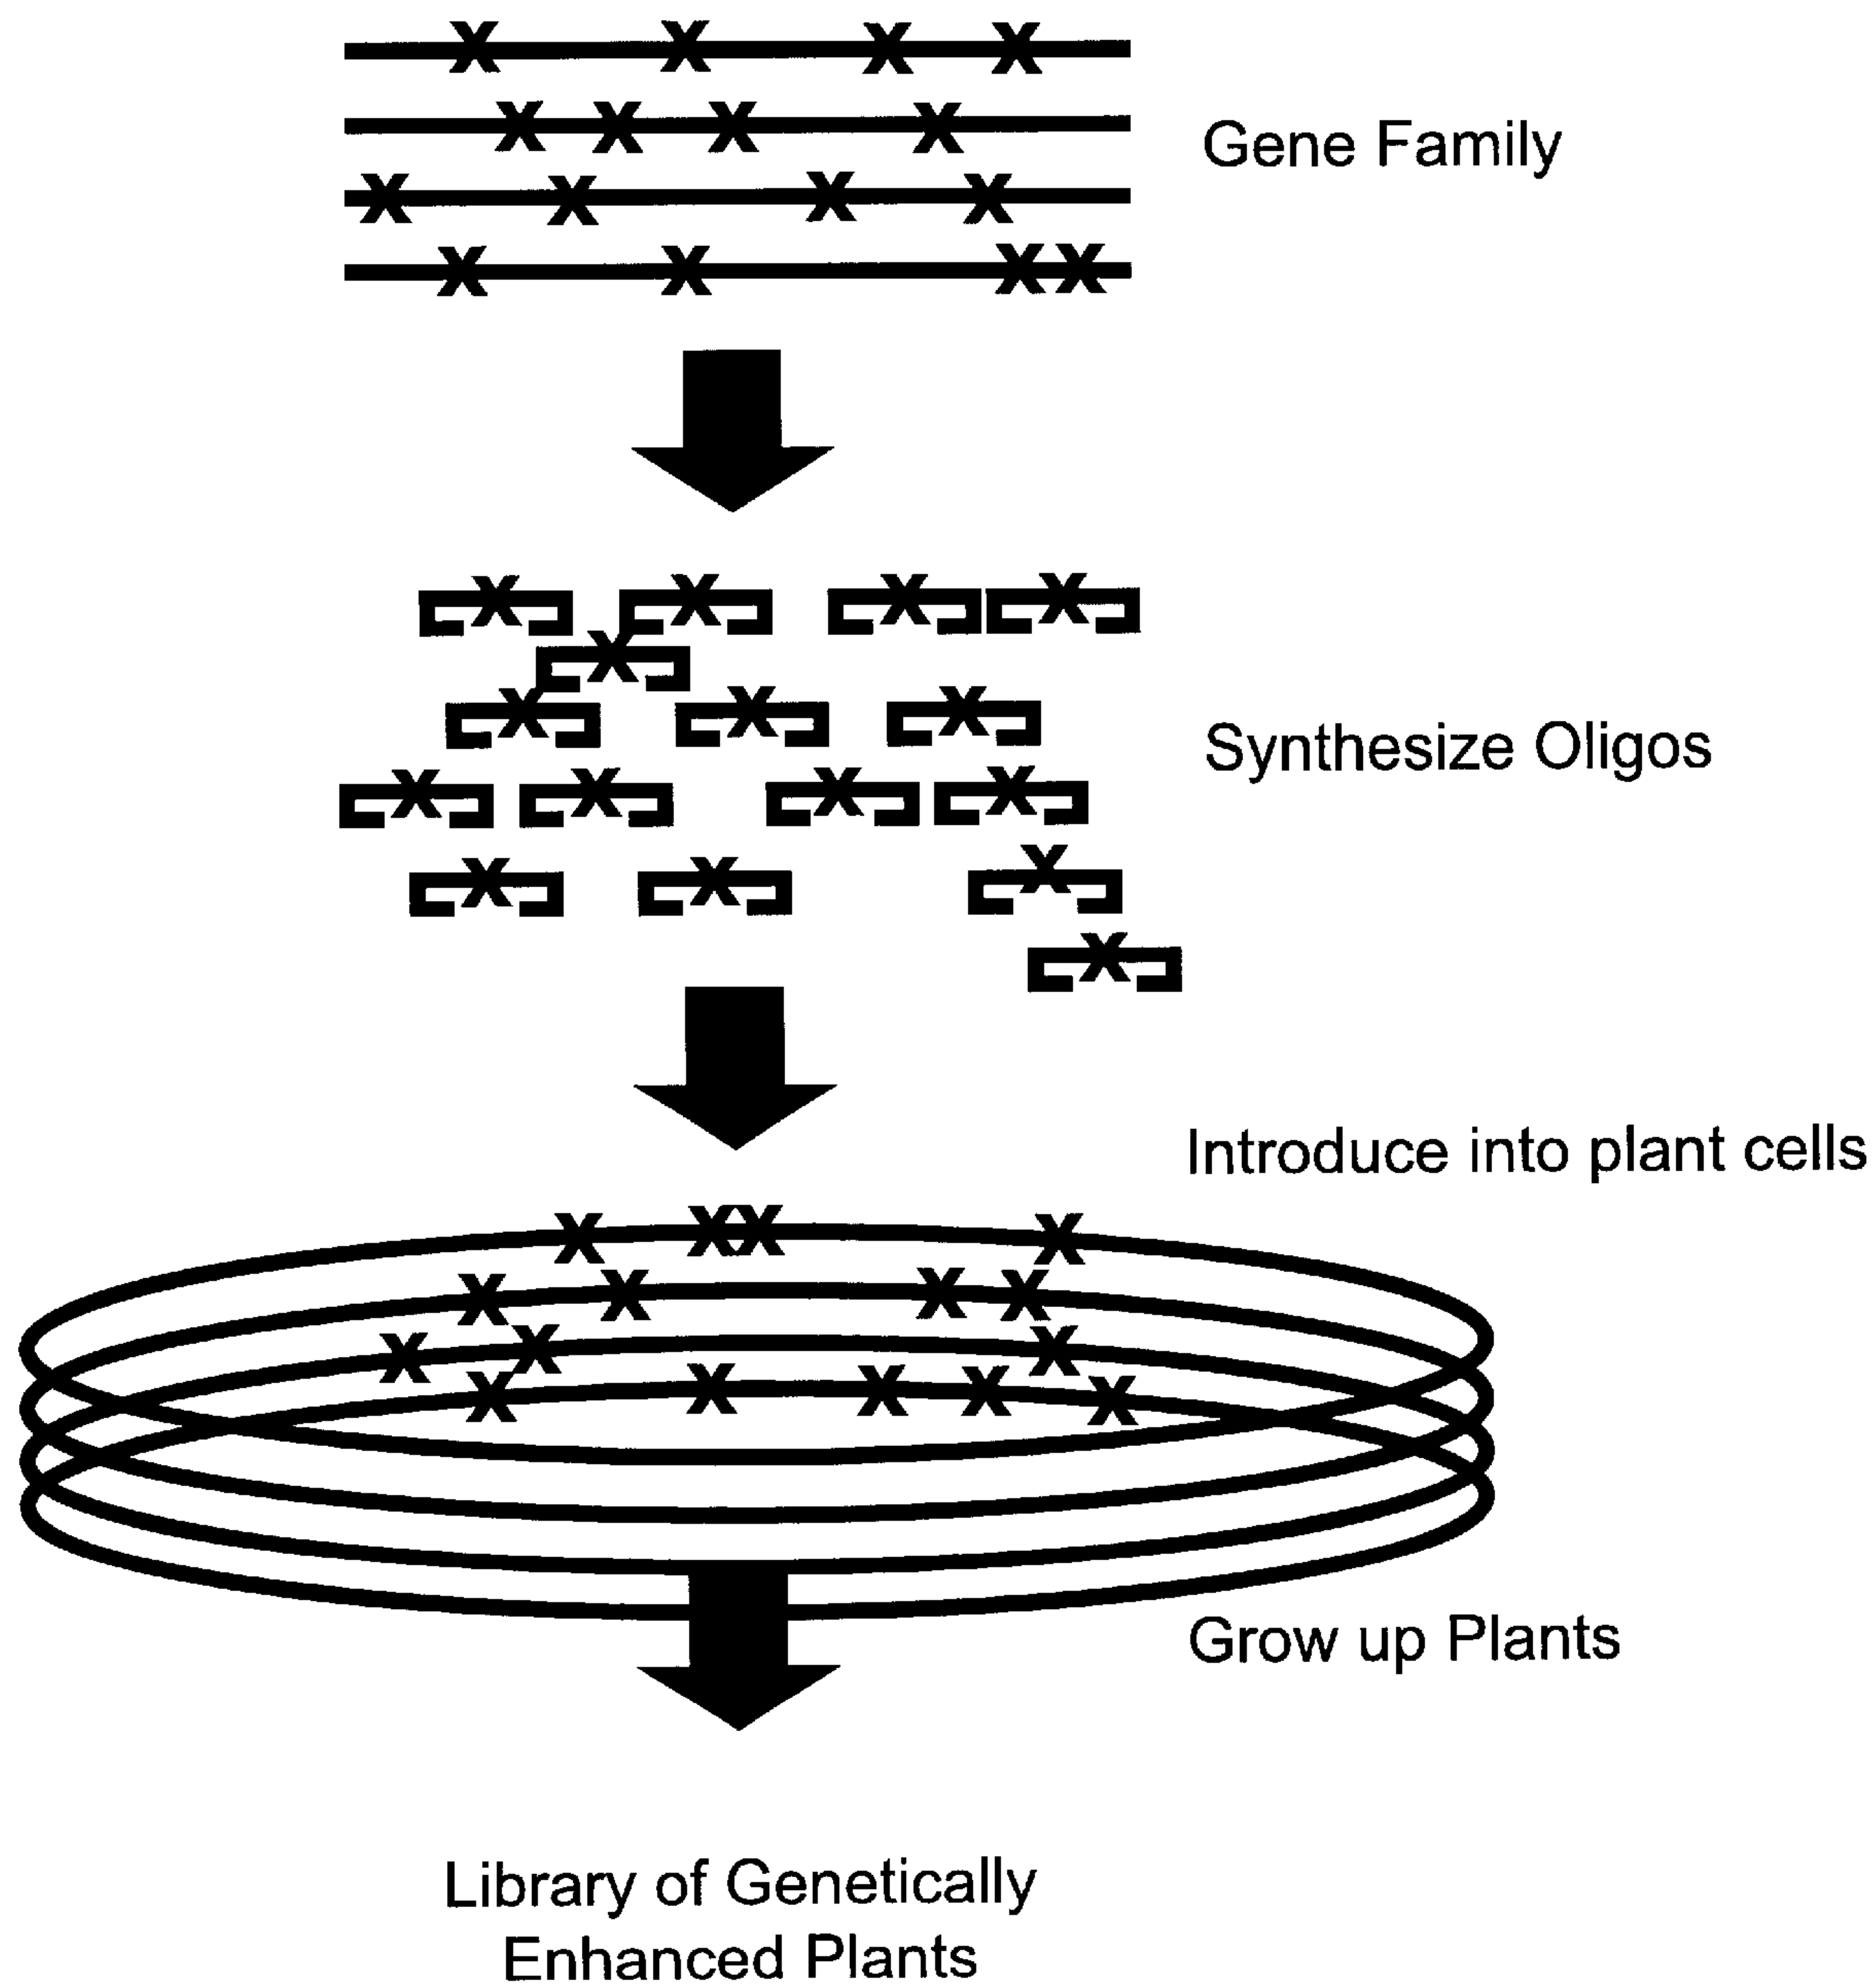 Gene Family
Synthesize Oligos
Introduce into plant cells
Grow up Plants
Library of Genetically
Enhanced Plants